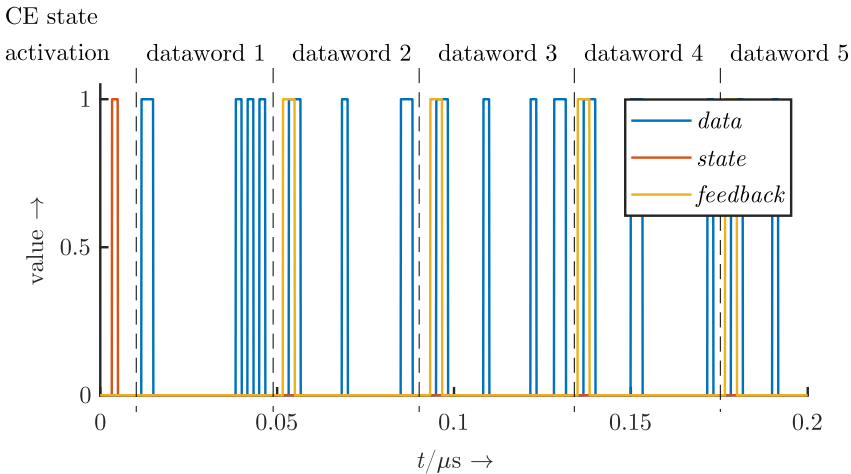 CE state
activation
dataword 1
dataword 2
dataword 3
dataword 4
dataword 5
1
0.5
0
value →
data
state
feedback
0
0.05
0.1
0.15
0.2
t/μs →